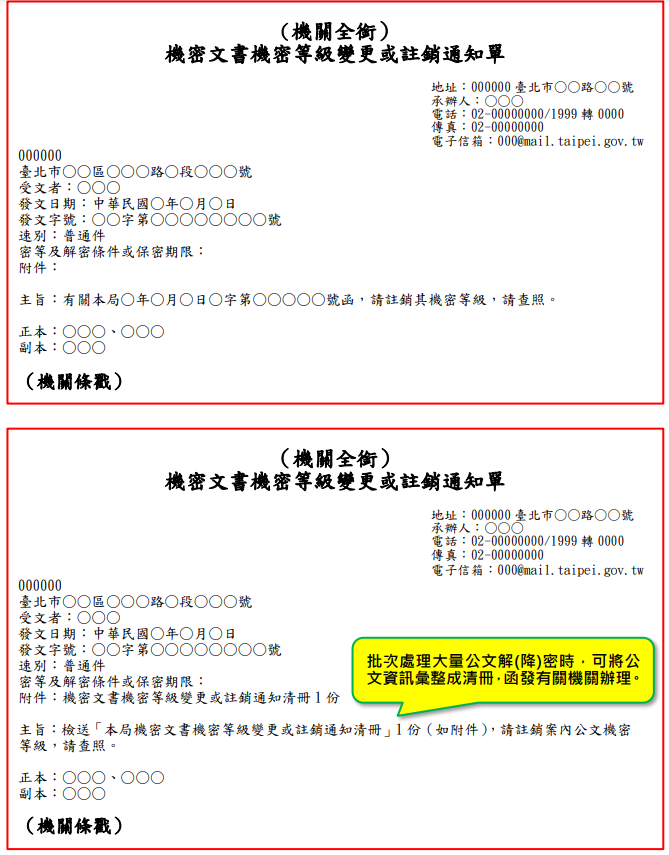 （機關全銜）
機密文書機密等級變更或註銷通知單
地址：000000 臺北市○○路○○號
承辦人：○○○
電話：02-00000000/1999 轉 0000
傳真：02-00000000
電子信箱：000@mail.taipei.gov.tw
000000
臺北市○○區○○○路○段○○○號
受文者：○○○
發文日期：中華民國○年○月○日
發文字號：○○字第○○○○○○○○號
速別：普通件
密等及解密條件或保密期限：
附件：
主旨：有關本局○年○月○日○字第○○○○○號函，請註銷其機密等級，請查照。
正本：○○○、○○○
副本：○○○
（機關條戳）
（機關全銜）
機密文書機密等級變更或註銷通知單
地址：000000 臺北市○○路○○號
承辦人：○○○
電話：02-00000000/1999 轉 0000
傳真：02-00000000
電子信箱：000@mail.taipei.gov.tw
000000
臺北市○○區○○○路○段○○○號
受文者：○○○
發文日期：中華民國○年○月○日
發文字號：○○字第○○○○○○○○號
速別：普通件
密等及解密條件或保密期限：
附件：機密文書機密等級變更或註銷通知清冊 1 份
批次處理大量公文解(降)密時，可將公
文資訊彙整成清冊，函發有關機關辦理。
主旨：檢送「本局機密文書機密等級變更或註銷通知清冊」1 份（如附件），請註銷案內公文機密
等級，請查照。
正本：○○○、○○○
副本：○○○
（機關條戳）